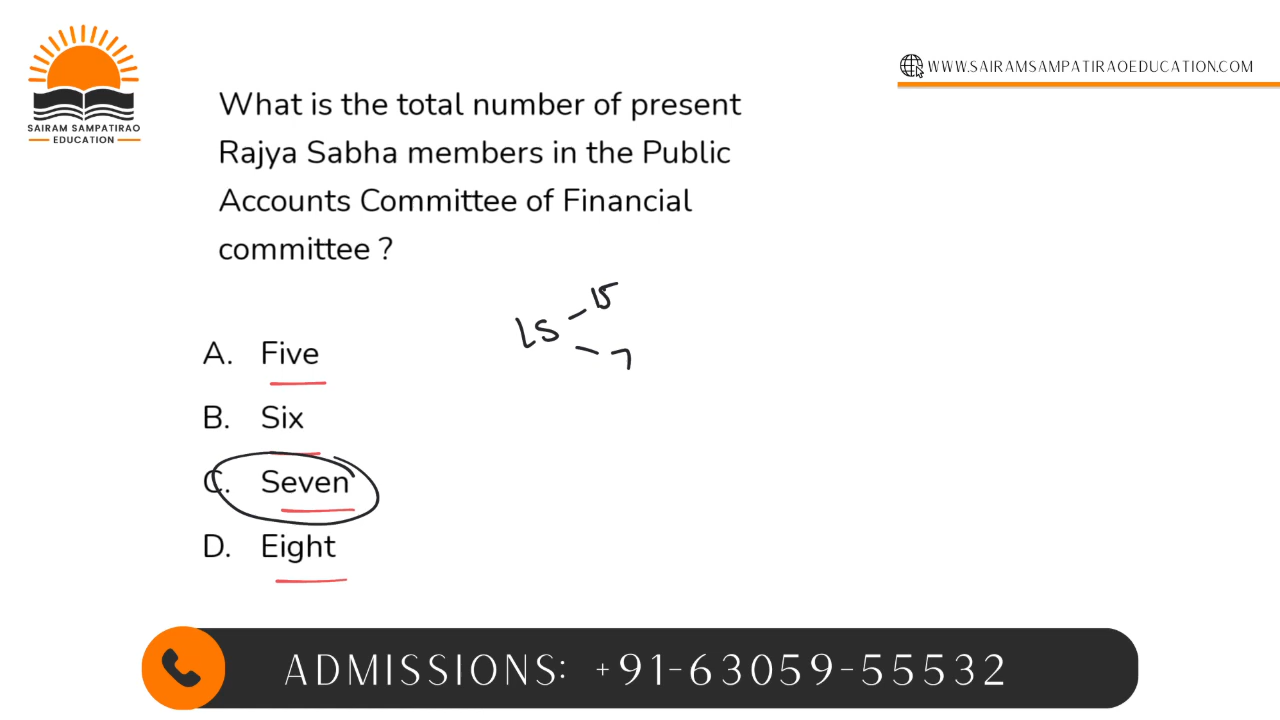 SAIRAM SAMPATIRAO
EDUCATION
WWW.SAIRAMSAMPATIRAOEDUCATION.COM
What is the total number of present
Rajya Sabha members in the Public
Accounts Committee of Financial
committee ?
LS - 15
- 7
A. Five
B. Six
C. Seven
D. Eight
ADMISSIONS: +91-63059-55532